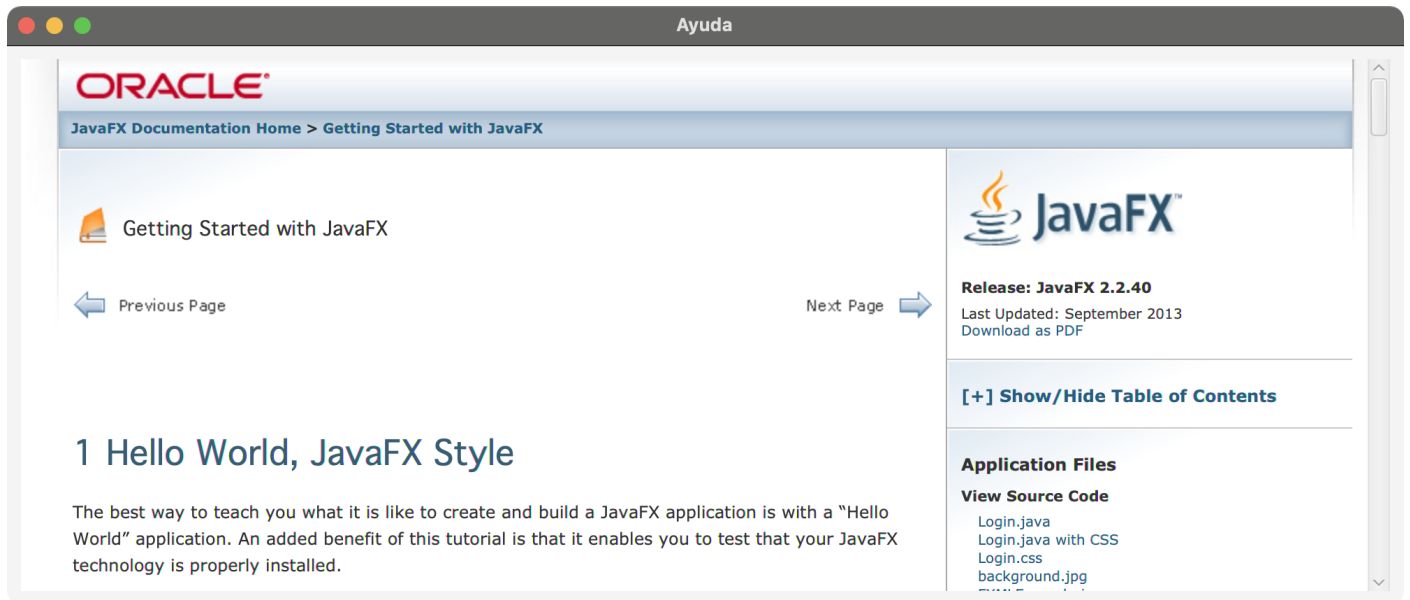 Ayuda
ORACLE
JavaFX Documentation Home > Getting Started with JavaFX
Getting Started with JavaFX
Previous Page
Next Page
1 Hello World, JavaFX Style
The best way to teach you what it is like to create and build a JavaFX application is with a “Hello
World” application. An added benefit of this tutorial is that it enables you to test that your JavaFX
technology is properly installed.
JavaFX™
Release: JavaFX 2.2.40
Last Updated: September 2013
Download as PDF
[+] Show/Hide Table of Contents
Application Files
View Source Code
Login.java
Login.java with CSS
Login.css
background.jpg